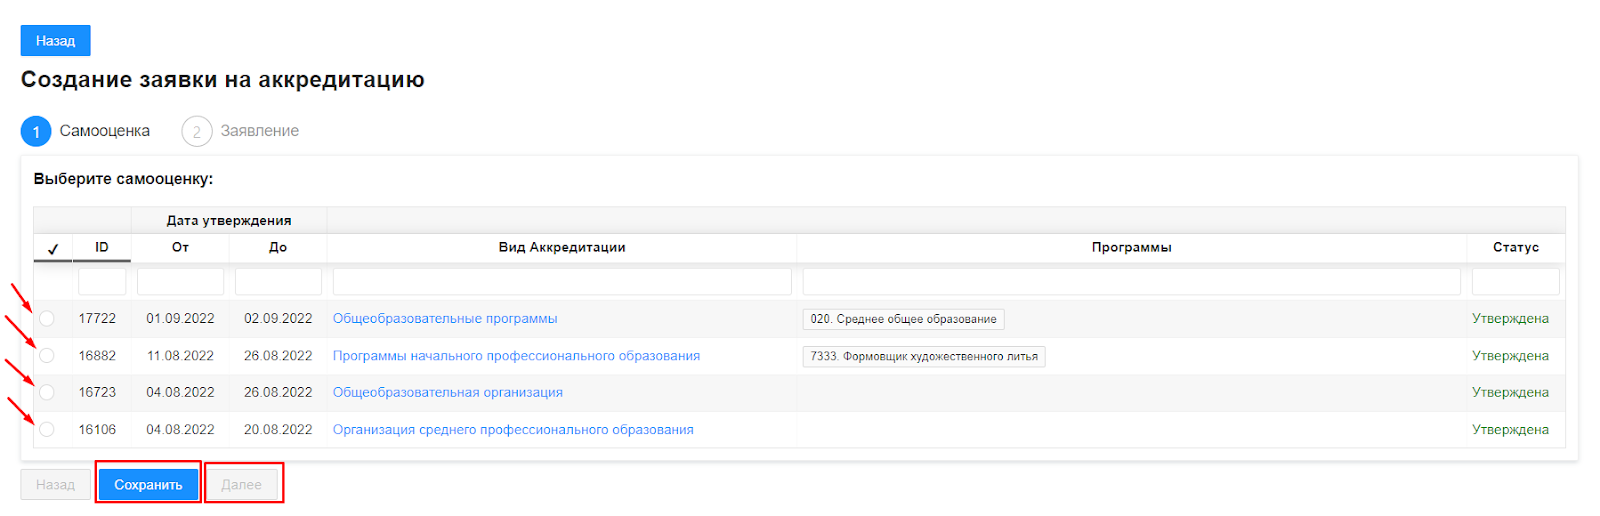 Назад
Создание заявки на аккредитацию
1 Самооценка 2 Заявление
Выберите самооценку:
Дата утверждения
✓ ID От До Вид Аккредитации Программы Статус
17722 01.09.2022 02.09.2022 Общеобразовательные программы 020. Среднее общее образование Утверждена
16882 11.08.2022 26.08.2022 Программы начального профессионального образования 7333. Формовщик художественного литья Утверждена
16723 04.08.2022 26.08.2022 Общеобразовательная организация Утверждена
16106 04.08.2022 20.08.2022 Организация среднего профессионального образования Утверждена
Назад Сохранить Далее